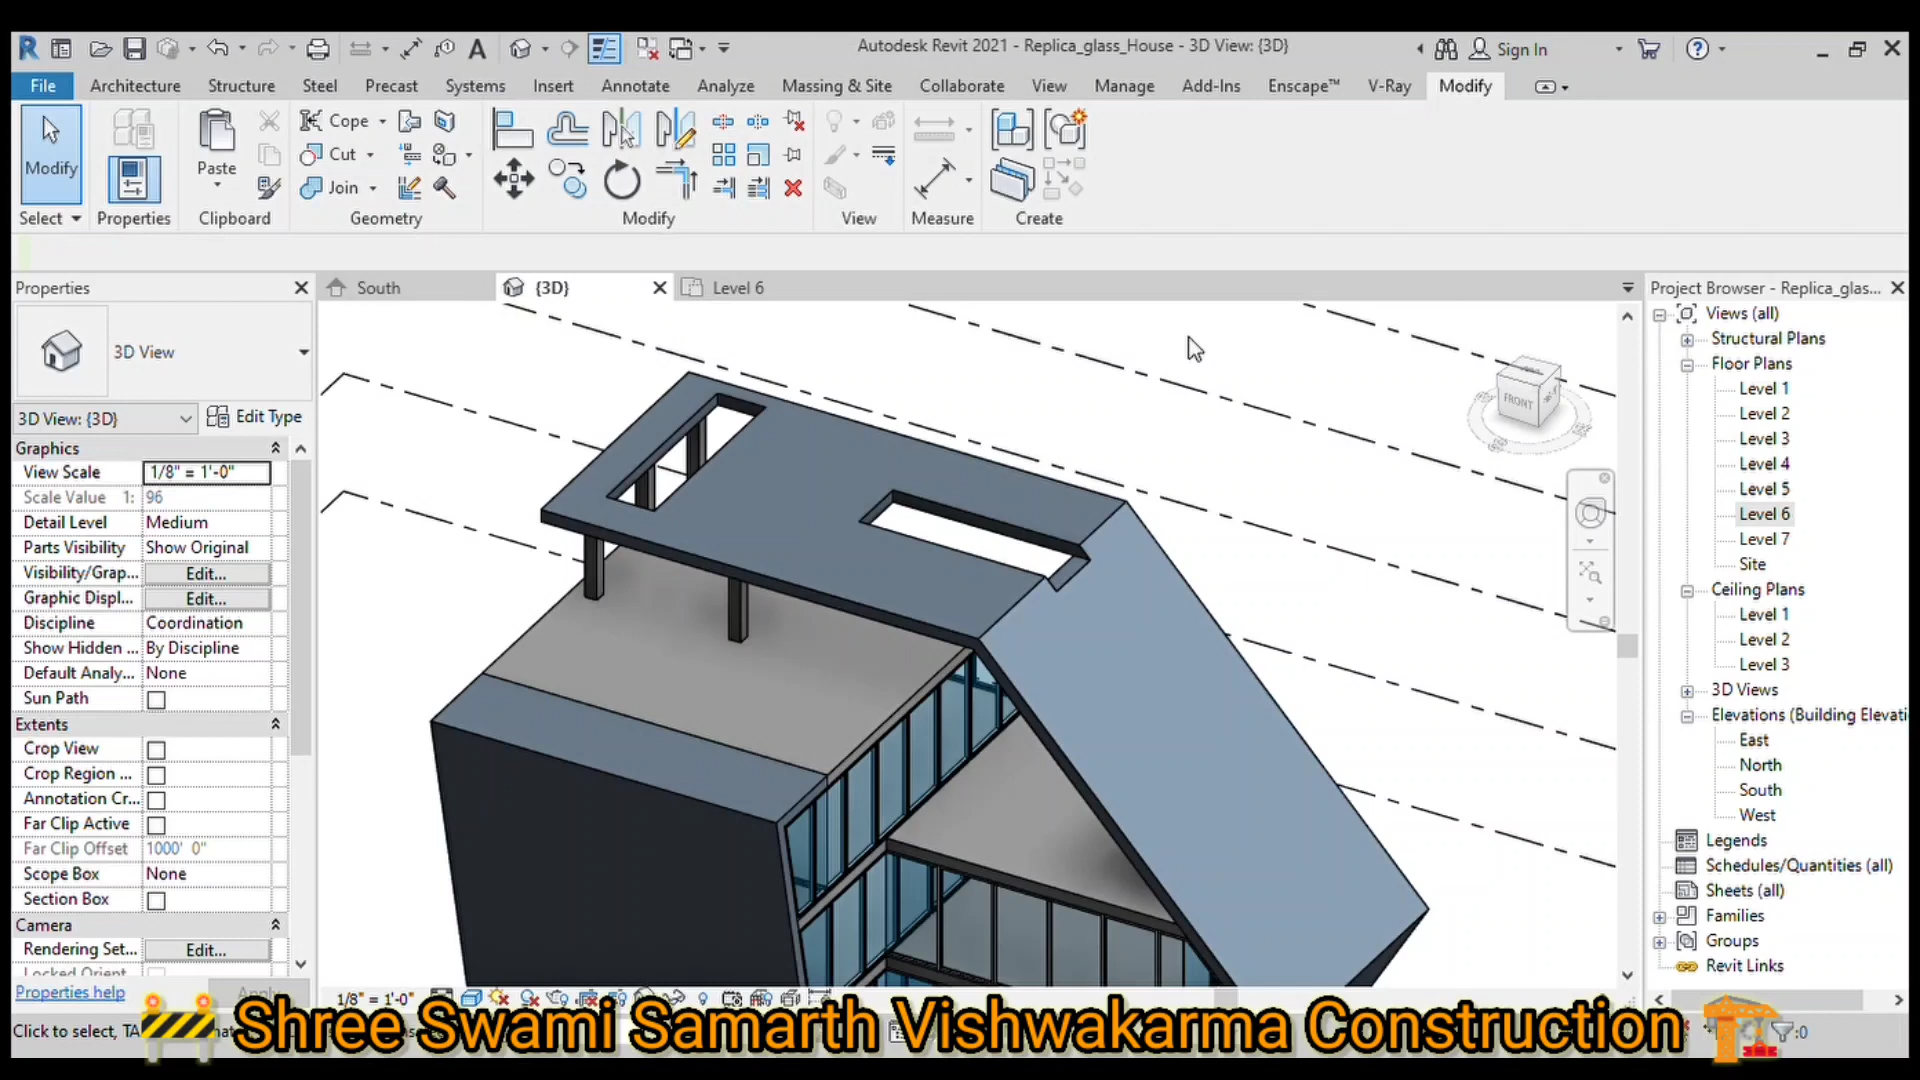 Autodesk Revit 2021 - Replica_glass_House - 3D View: {3D}
Sign In
File Architecture Structure Steel Precast Systems Insert Annotate Analyze Massing & Site Collaborate View Manage Add-Ins Enscape™ V-Ray Modify
Modify
Paste
Cope
Cut
Join
Select Properties Clipboard Geometry Modify View Measure Create
Properties
South
{3D}
Level 6
Project Browser - Replica_glas...
3D View
3D View: {3D}
Edit Type
Graphics
View Scale 1/8" = 1'-0"
Scale Value 1: 96
Detail Level Medium
Parts Visibility Show Original
Visibility/Grap... Edit...
Graphic Displ... Edit...
Discipline Coordination
Show Hidden ... By Discipline
Default Analy... None
Sun Path
Extents
Crop View
Crop Region ...
Annotation Cr...
Far Clip Active
Far Clip Offset 1000' 0"
Scope Box None
Section Box
Camera
Rendering Set... Edit...
Locked Orient
Properties help
FRONT
Views (all)
Structural Plans
Floor Plans
Level 1
Level 2
Level 3
Level 4
Level 5
Level 6
Level 7
Site
Ceiling Plans
Level 1
Level 2
Level 3
3D Views
Elevations (Building Elevati
East
North
South
West
Legends
Schedules/Quantities (all)
Sheets (all)
Families
Groups
Revit Links
1/8" = 1'-0"
Click to select, TA
:0
Shree Swami Samarth Vishwakarma Construction